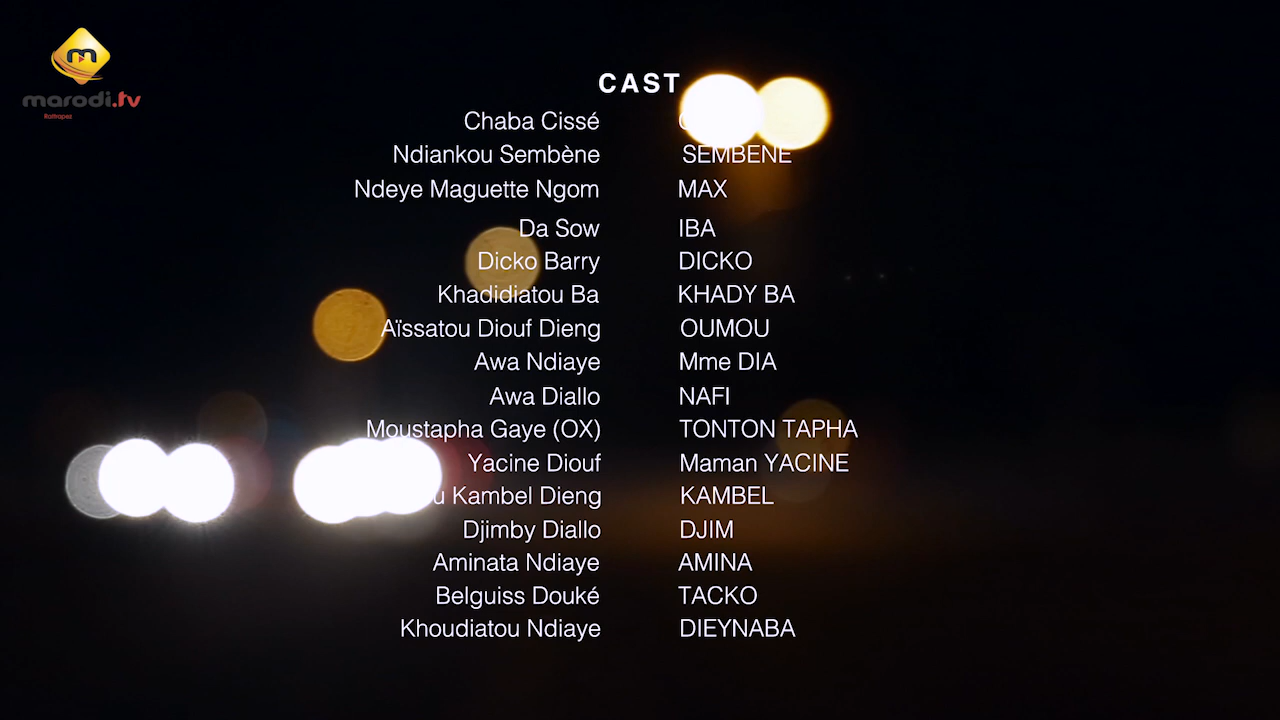 marodi.tv
Rattrapez
CAST
Chaba Cissé
Ndiankou Sembène SEMBENE
Ndeye Maguette Ngom MAX
Da Sow IBA
Dicko Barry DICKO
Khadidiatou Ba KHADY BA
Aïssatou Diouf Dieng OUMOU
Awa Ndiaye Mme DIA
Awa Diallo NAFI
Moustapha Gaye (OX) TONTON TAPHA
Yacine Diouf Maman YACINE
Kambel Dieng KAMBEL
Djimby Diallo DJIM
Aminata Ndiaye AMINA
Belguiss Douké TACKO
Khoudiatou Ndiaye DIEYNABA